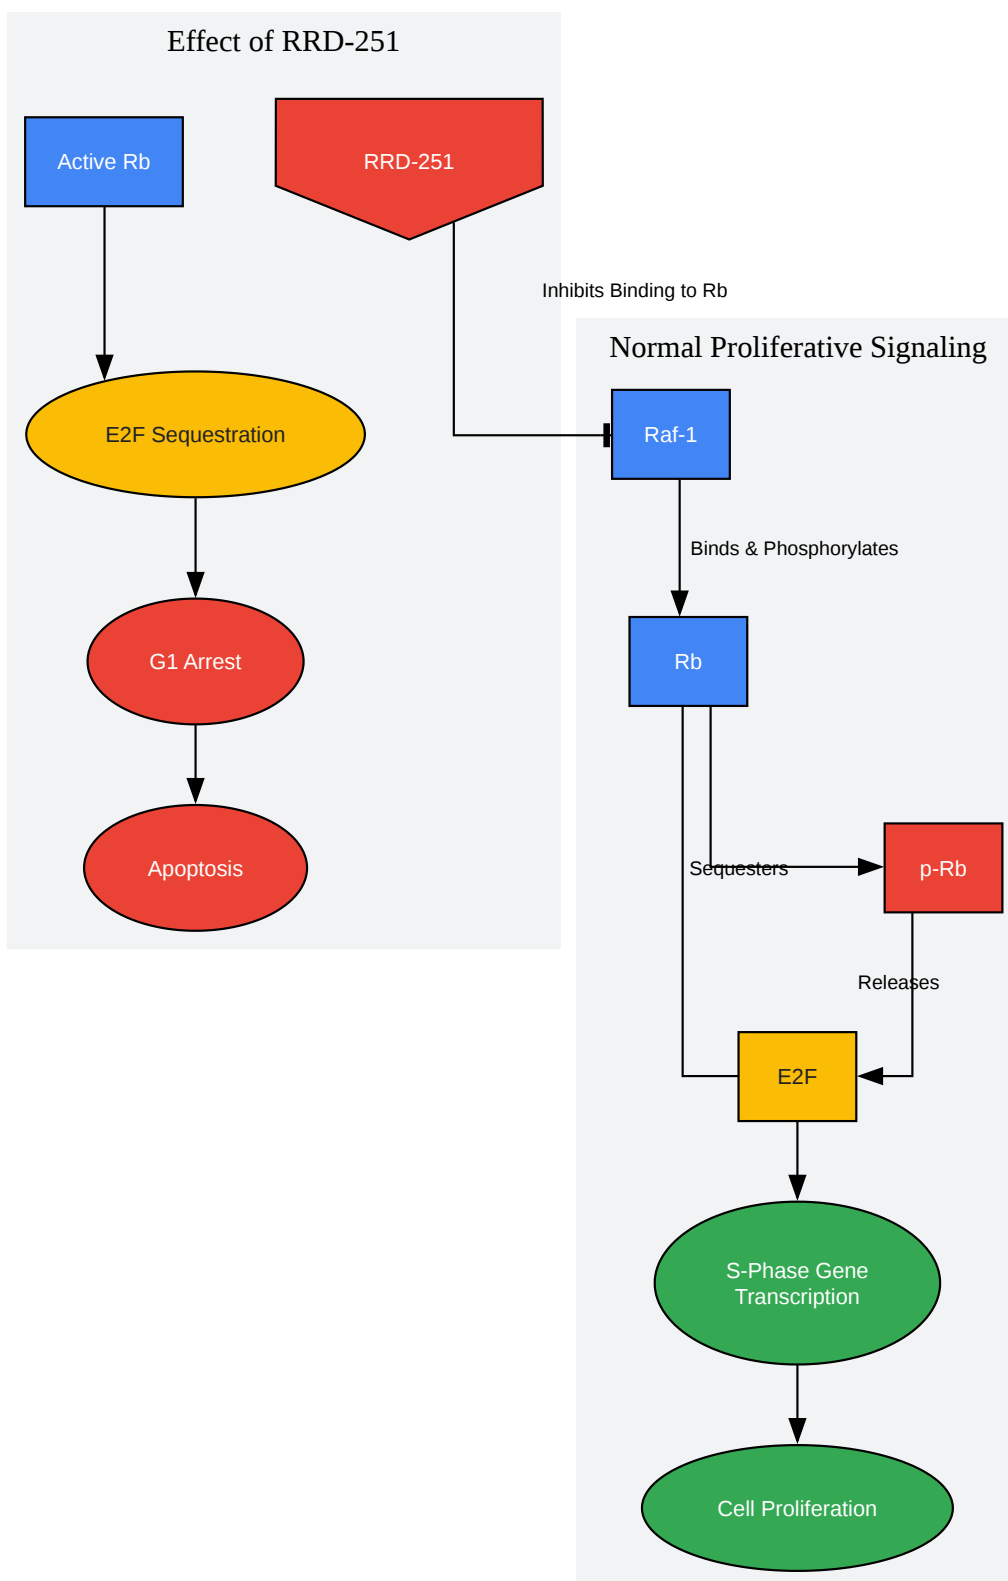 Effect of RRD-251
Active Rb
RRD-251
Inhibits Binding to Rb
Normal Proliferative Signaling
E2F Sequestration
Raf-1
Binds & Phosphorylates
G1 Arrest
Rb
Apoptosis
Sequesters
p-Rb
Releases
E2F
S-Phase Gene
Transcription
Cell Proliferation